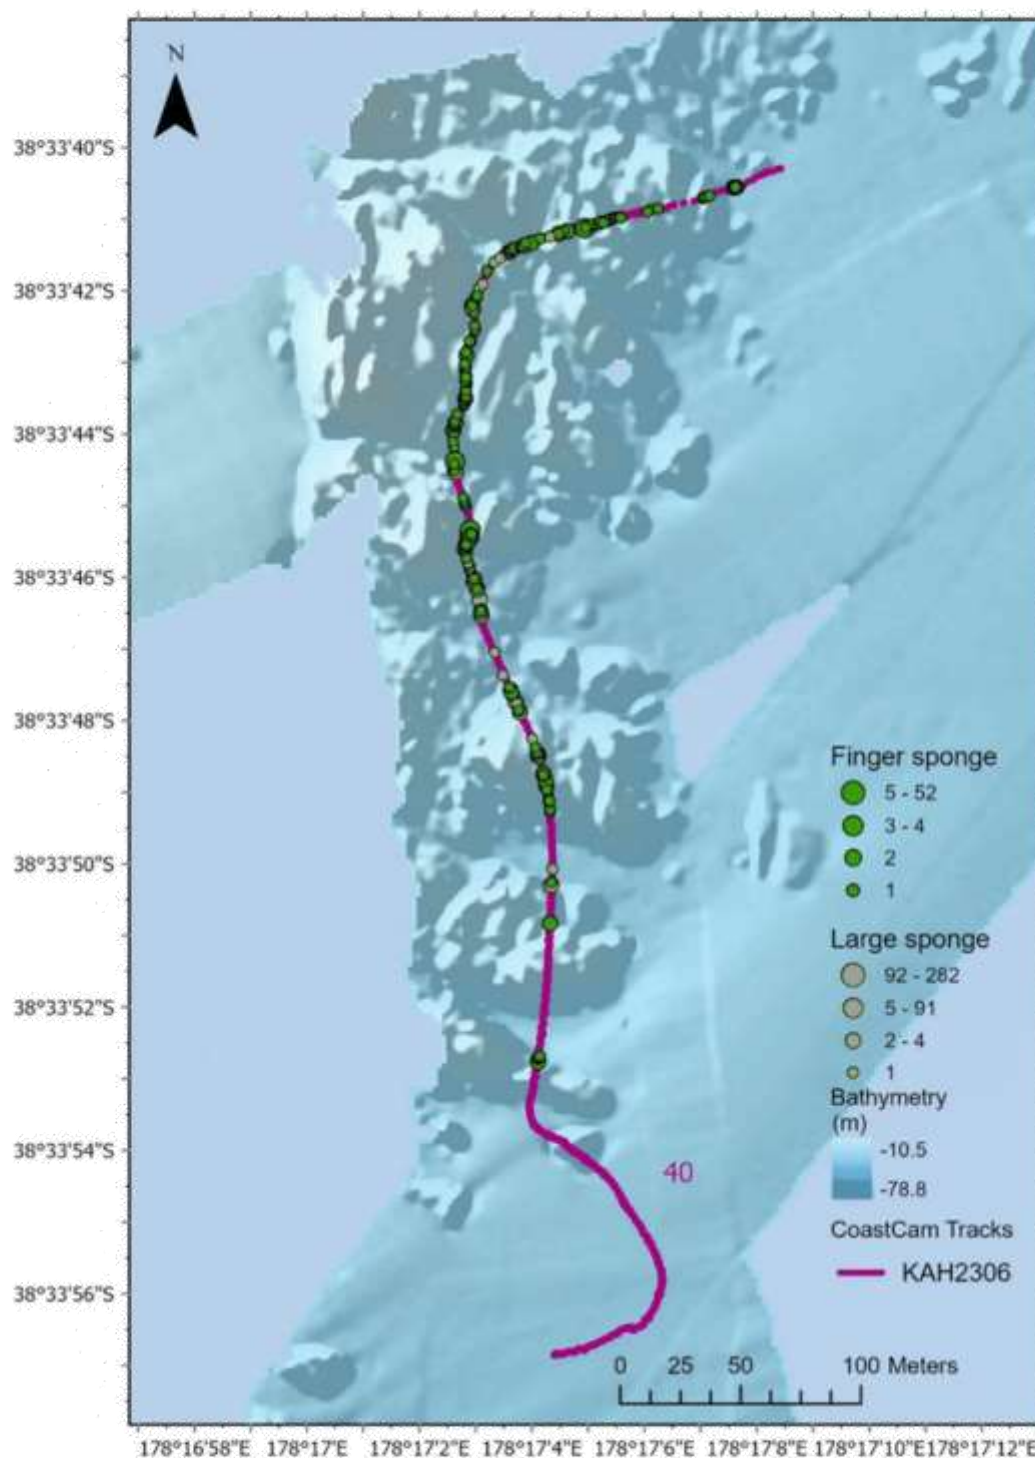 N
38°33'40"S
38°33'42"S
38°33'44"S
38°33'46"S
38°33'48"S
38°33'50"S
38°33'52"S
38°33'54"S
38°33'56"S
40
Finger sponge
5 - 52
3 - 4
2
1
Large sponge
92 - 282
5 - 91
2 - 4
1
Bathymetry
(m)
-10.5
-78.8
CoastCam Tracks
KAH2306
0 25 50 100 Meters
178°16'58"E 178°17'E 178°17'2"E 178°17'4"E 178°17'6"E 178°17'8"E 178°17'10"E 178°17'12"E